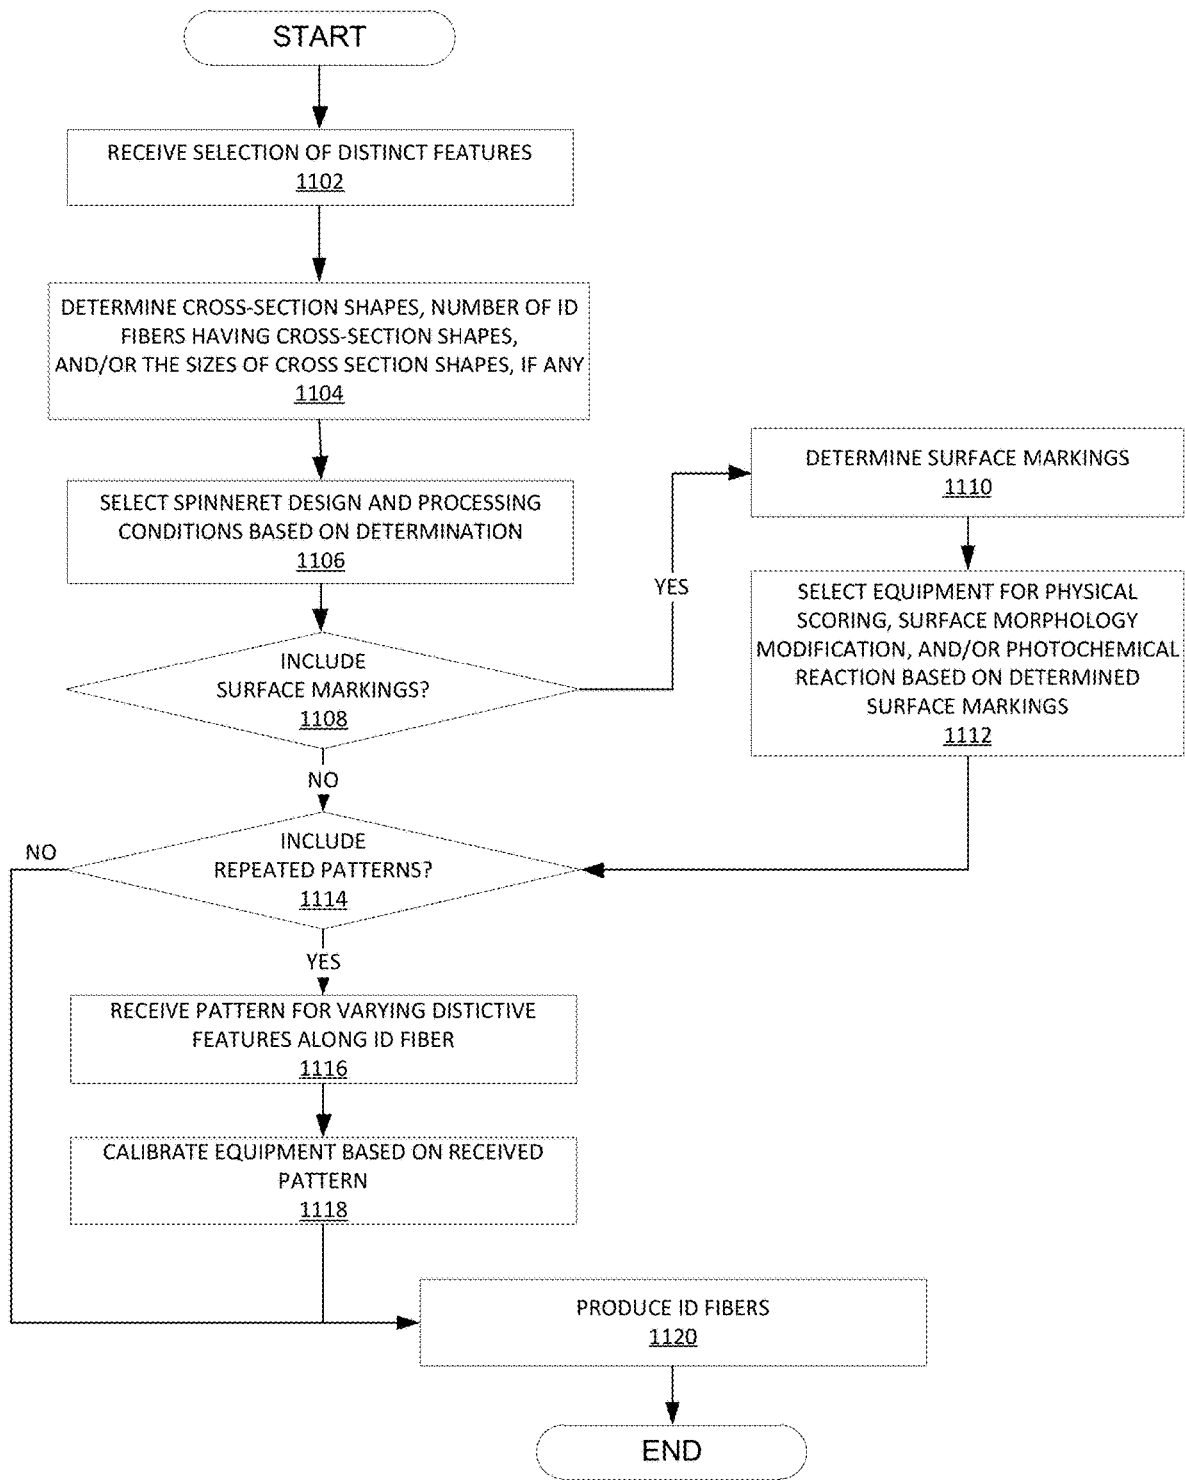 START
RECEIVE SELECTION OF DISTINCT FEATURES
1102
DETERMINE CROSS-SECTION SHAPES, NUMBER OF ID
FIBERS HAVING CROSS-SECTION SHAPES,
AND/OR THE SIZES OF CROSS SECTION SHAPES, IF ANY
1104
SELECT SPINNERET DESIGN AND PROCESSING
CONDITIONS BASED ON DETERMINATION
1106
INCLUDE
SURFACE MARKINGS?
1108
YES
DETERMINE SURFACE MARKINGS
1110
SELECT EQUIPMENT FOR PHYSICAL
SCORING, SURFACE MORPHOLOGY
MODIFICATION, AND/OR PHOTOCHEMICAL
REACTION BASED ON DETERMINED
SURFACE MARKINGS
1112
NO
INCLUDE
REPEATED PATTERNS?
1114
NO
YES
RECEIVE PATTERN FOR VARYING DISTICTIVE
FEATURES ALONG ID FIBER
1116
CALIBRATE EQUIPMENT BASED ON RECEIVED
PATTERN
1118
PRODUCE ID FIBERS
1120
END